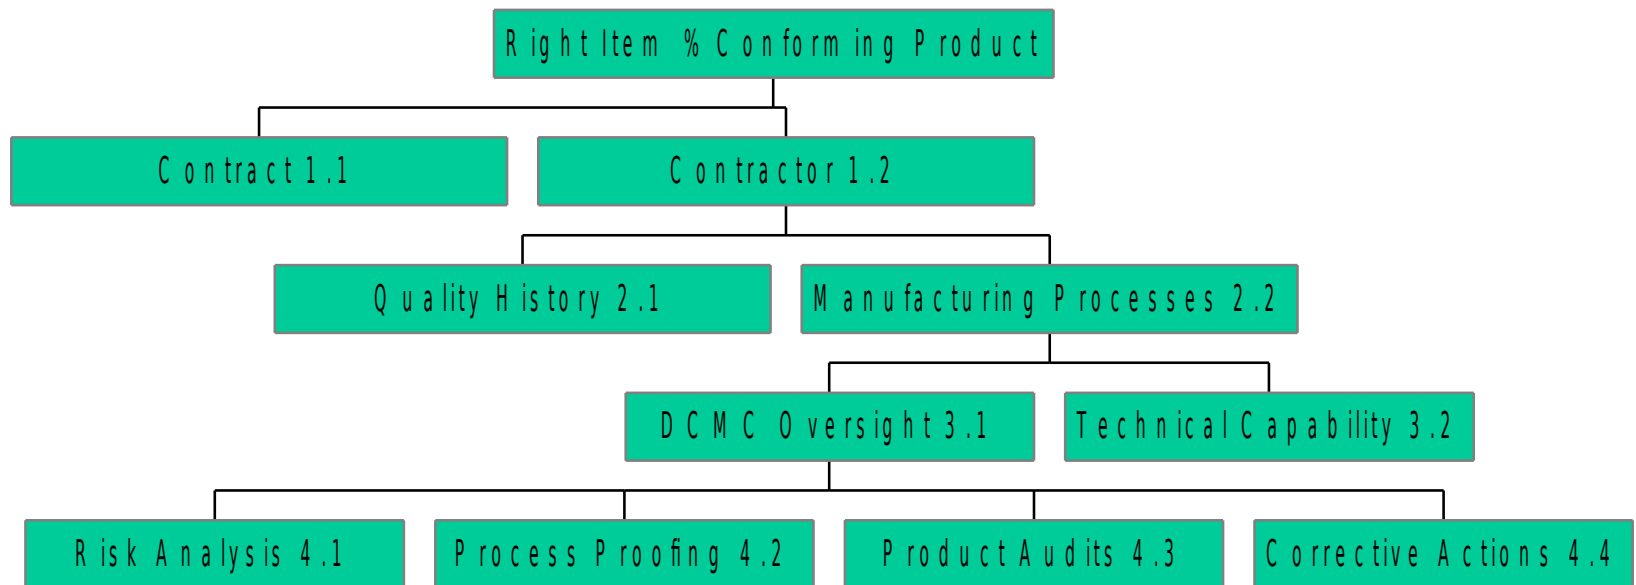 Right Item % Conforming Product
Contract 1.1
Contractor 1.2
Quality History 2.1
Manufacturing Processes 2.2
DCMC Oversight 3.1
Technical Capability 3.2
Risk Analysis 4.1
Process Proofing 4.2
Product Audits 4.3
Corrective Actions 4.4